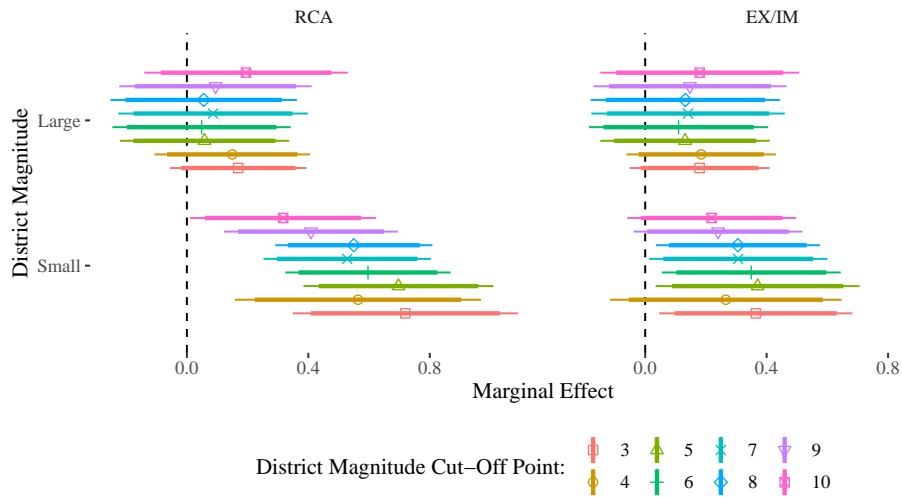 RCA
EX/IM
District Magnitude
Large
Small
0.0
0.4
0.8
0.0
0.4
0.8
Marginal Effect
District Magnitude Cut−Off Point:
3
5
7
9
4
6
8
10